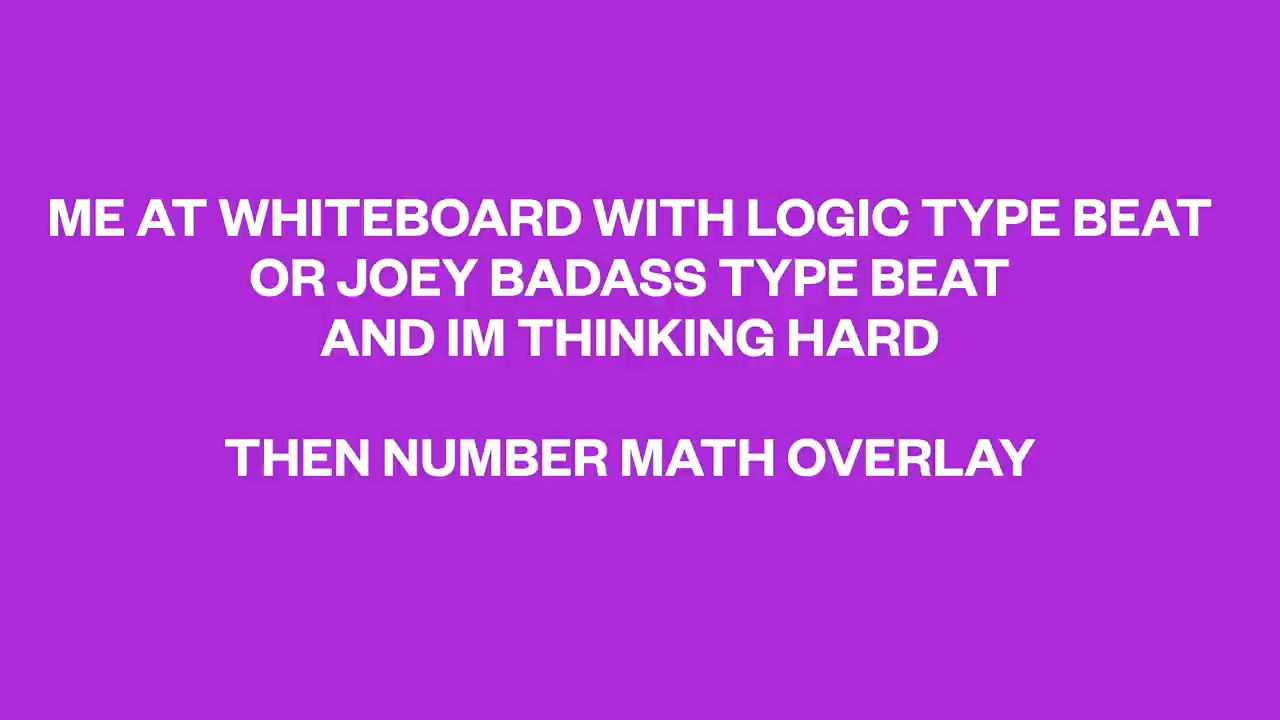 ME AT WHITEBOARD WITH LOGIC TYPE BEAT
OR JOEY BADASS TYPE BEAT
AND IM THINKING HARD
THEN NUMBER MATH OVERLAY